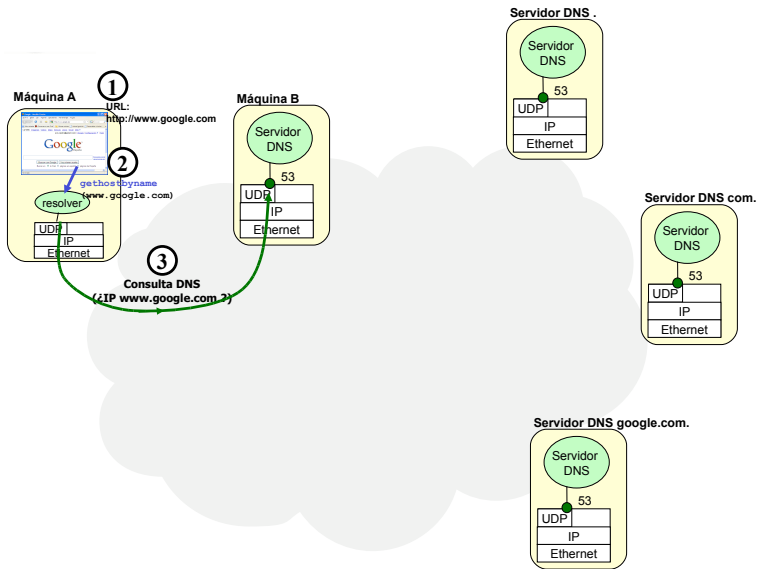 Servidor DNS .
Servidor
DNS
53
UDP
IP
Ethernet
Máquina A
1
URL:
http://www.google.com
Google
2
gethostbyname
(www.google.com)
resolver
UDP
IP
Ethernet
Máquina B
Servidor
DNS
53
UDP
IP
Ethernet
3
Consulta DNS
(¿IP www.google.com ?)
Servidor DNS com.
Servidor
DNS
53
UDP
IP
Ethernet
Servidor DNS google.com.
Servidor
DNS
53
UDP
IP
Ethernet